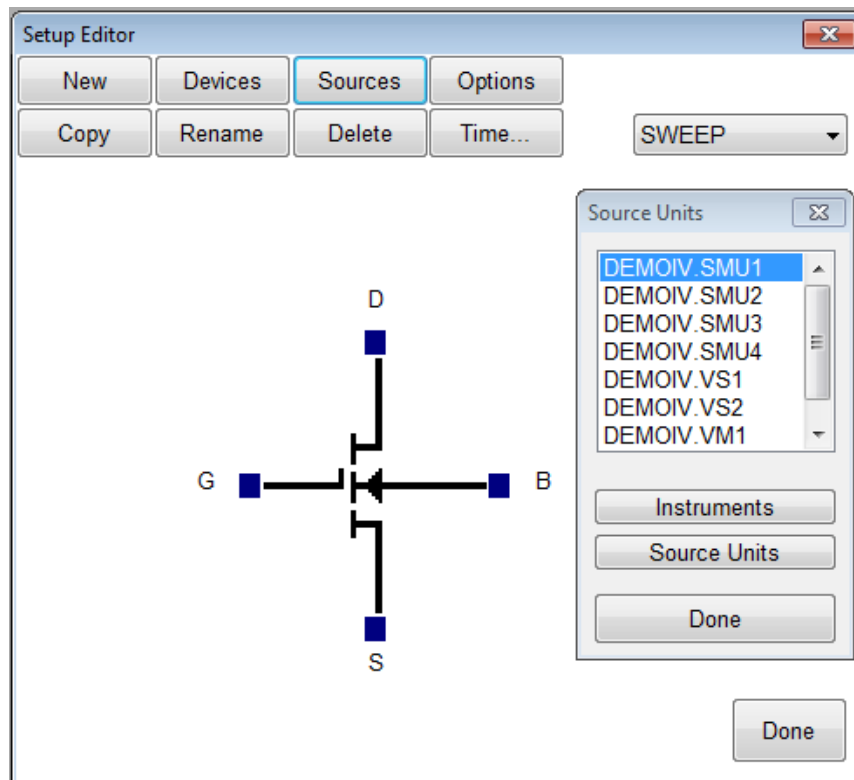 Setup Editor
New Devices Sources Options
Copy Rename Delete Time... SWEEP
Source Units
DEMOIV.SMU1
DEMOIV.SMU2
DEMOIV.SMU3
DEMOIV.SMU4
DEMOIV.VS1
DEMOIV.VS2
DEMOIV.VM1
D
G B
S
Instruments
Source Units
Done
Done